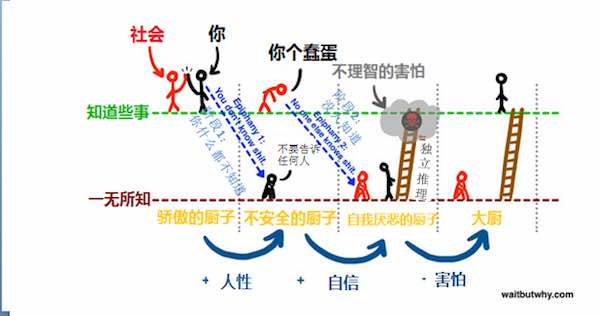 社会
你
你个蠢蛋
不理智的害怕
知道些事
Epiphany 1:
You don't know shit.
阶段1:
你什么都不知道
Epiphany 2:
No one else knows shit.
阶段2:
没人知道
不要告诉
任何人
独立推理
一无所知
骄傲的厨子
不安全的厨子
自我厌恶的厨子
大厨
+ 人性
+ 自信
- 害怕
waitbutwhy.com